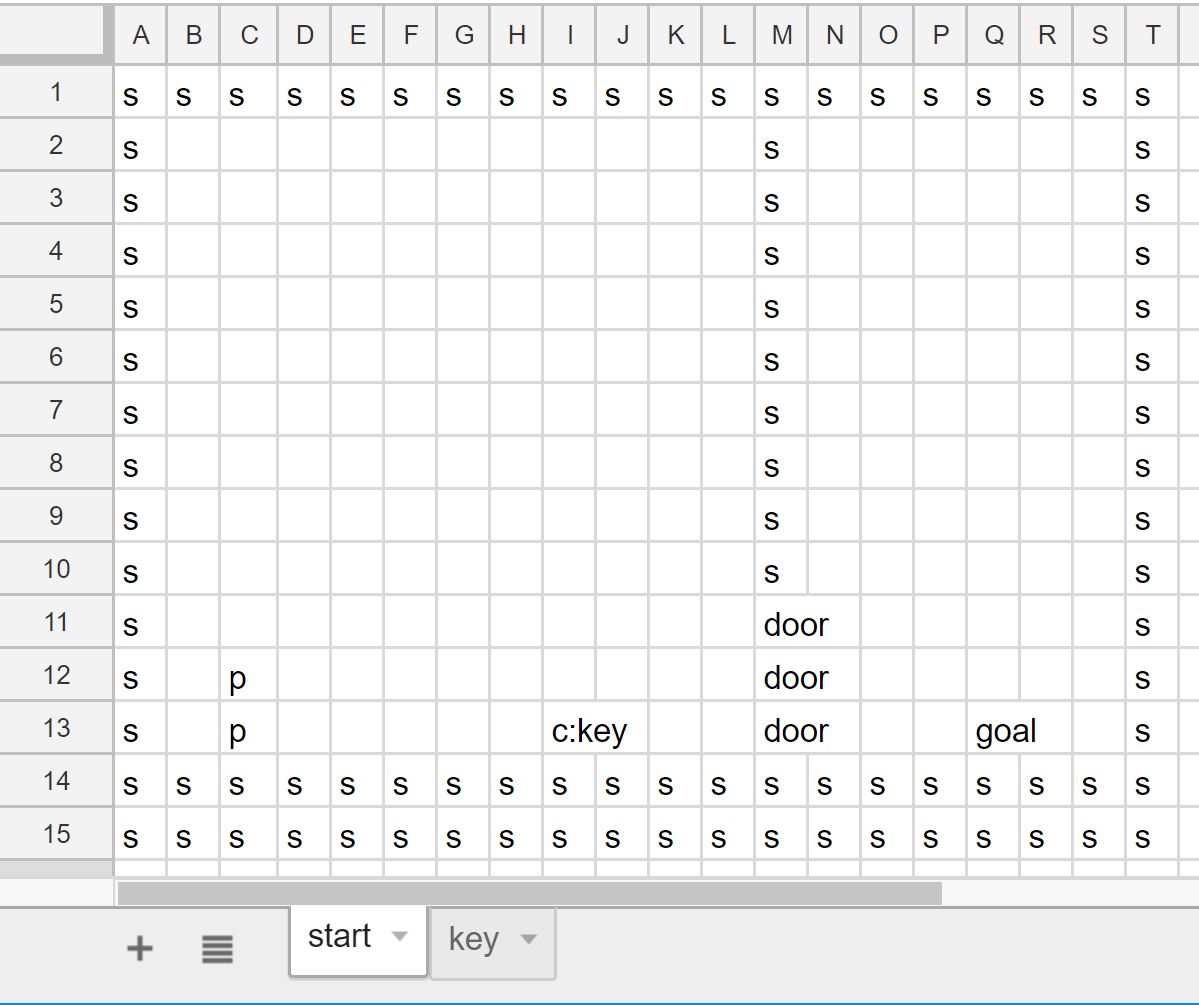 A B C D E F G H I J K L M N O P Q R S T
1 s s s s s s s s s s s s s s s s s s s s
2 s s s
3 s s s
4 s s s
5 s s s
6 s s s
7 s s s
8 s s s
9 s s s
10 s s s
11 s door s
12 s p door s
13 s p c:key door goal s
14 s s s s s s s s s s s s s s s s s s s s
15 s s s s s s s s s s s s s s s s s s s s
start key